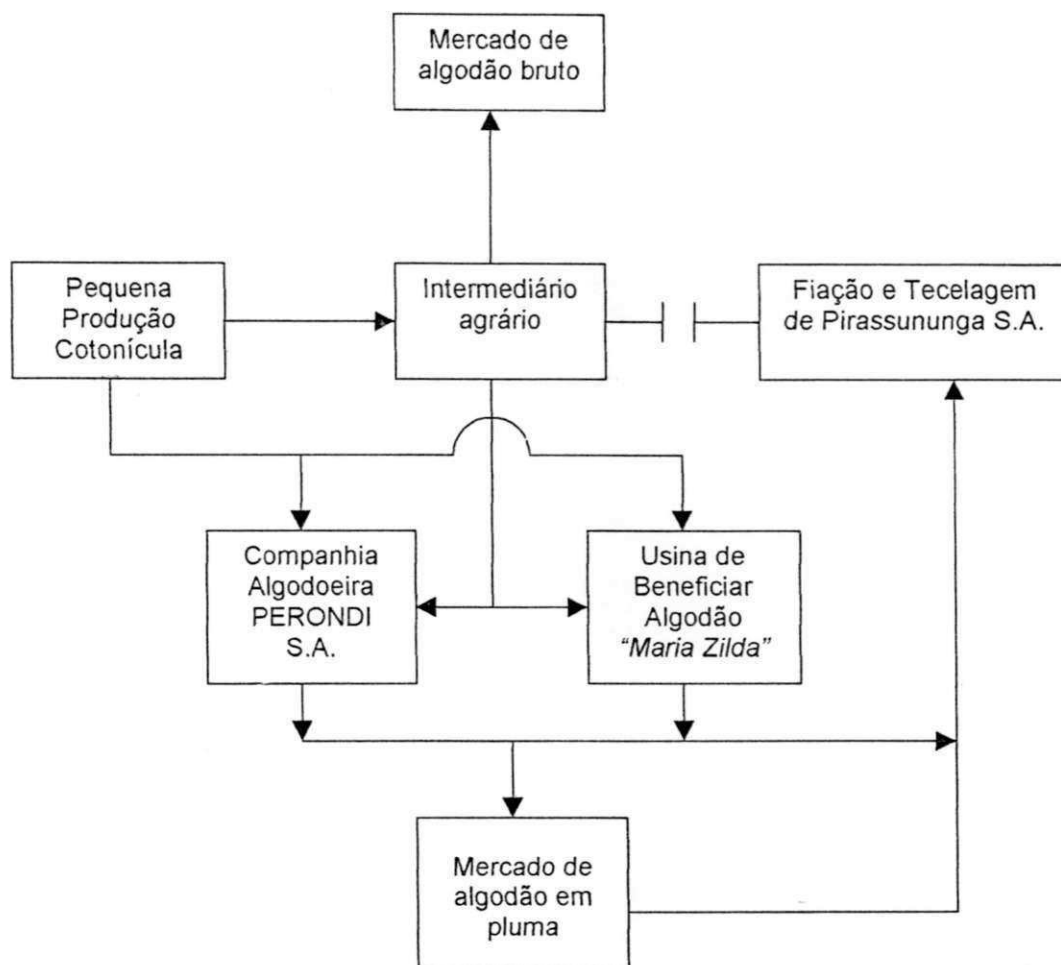 Mercado de
algodão bruto
Pequena
Produção
Cotonícula
Intermediário
agrário
Fiação e Tecelagem
de Pirassununga S.A.
Companhia
Algodoeira
PERONDI
S.A.
Usina de
Beneficiar
Algodão
“Maria Zilda”
Mercado de
algodão em
pluma